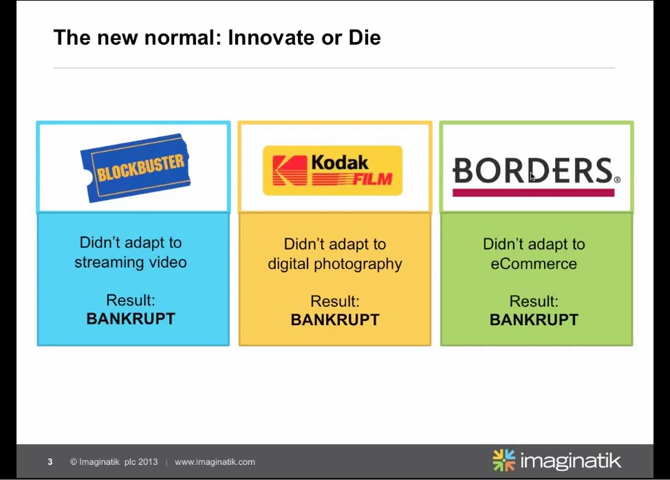 The new normal: Innovate or Die
BLOCKBUSTER
Didn't adapt to
streaming video
Result:
BANKRUPT
Kodak
FILM
Didn't adapt to
digital photography
Result:
BANKRUPT
BORDERS®
Didn't adapt to
eCommerce
Result:
BANKRUPT
3 © Imaginatik plc 2013 | www.imaginatik.com
imaginatik